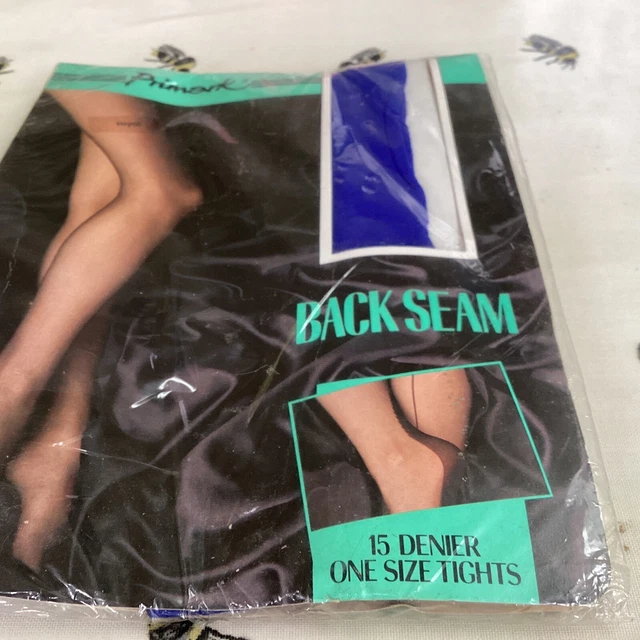 Primark
BACK SEAM
15 DENIER
ONE SIZE TIGHTS